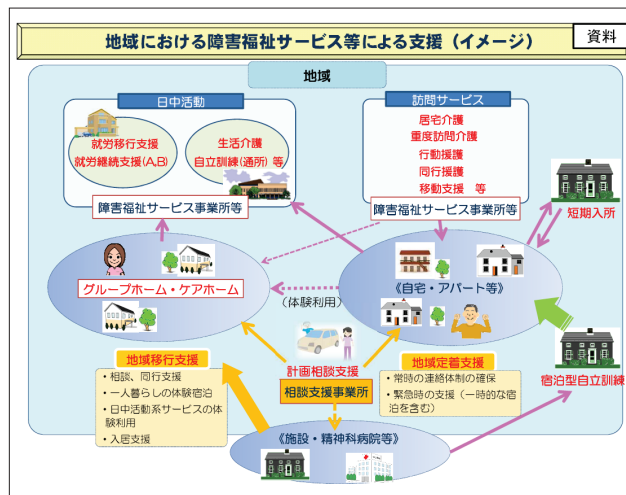 地域における障害福祉サービス等による支援（イメージ）
資料
地域
日中活動
訪問サービス
就労移行支援
就労継続支援(A,B)
生活介護
自立訓練(通所) 等
居宅介護
重度訪問介護
行動援護
同行援護
移動支援　等
障害福祉サービス事業所等
障害福祉サービス事業所等
短期入所
グループホーム・ケアホーム
《自宅・アパート等》
（体験利用）
地域移行支援
・相談、同行支援
・一人暮らしの体験宿泊
・日中活動系サービスの体
験利用
・入居支援
計画相談支援
相談支援事業所
地域定着支援
・常時の連絡体制の確保
・緊急時の支援（一時的な宿
泊を含む）
宿泊型自立訓練
《施設・精神科病院等》